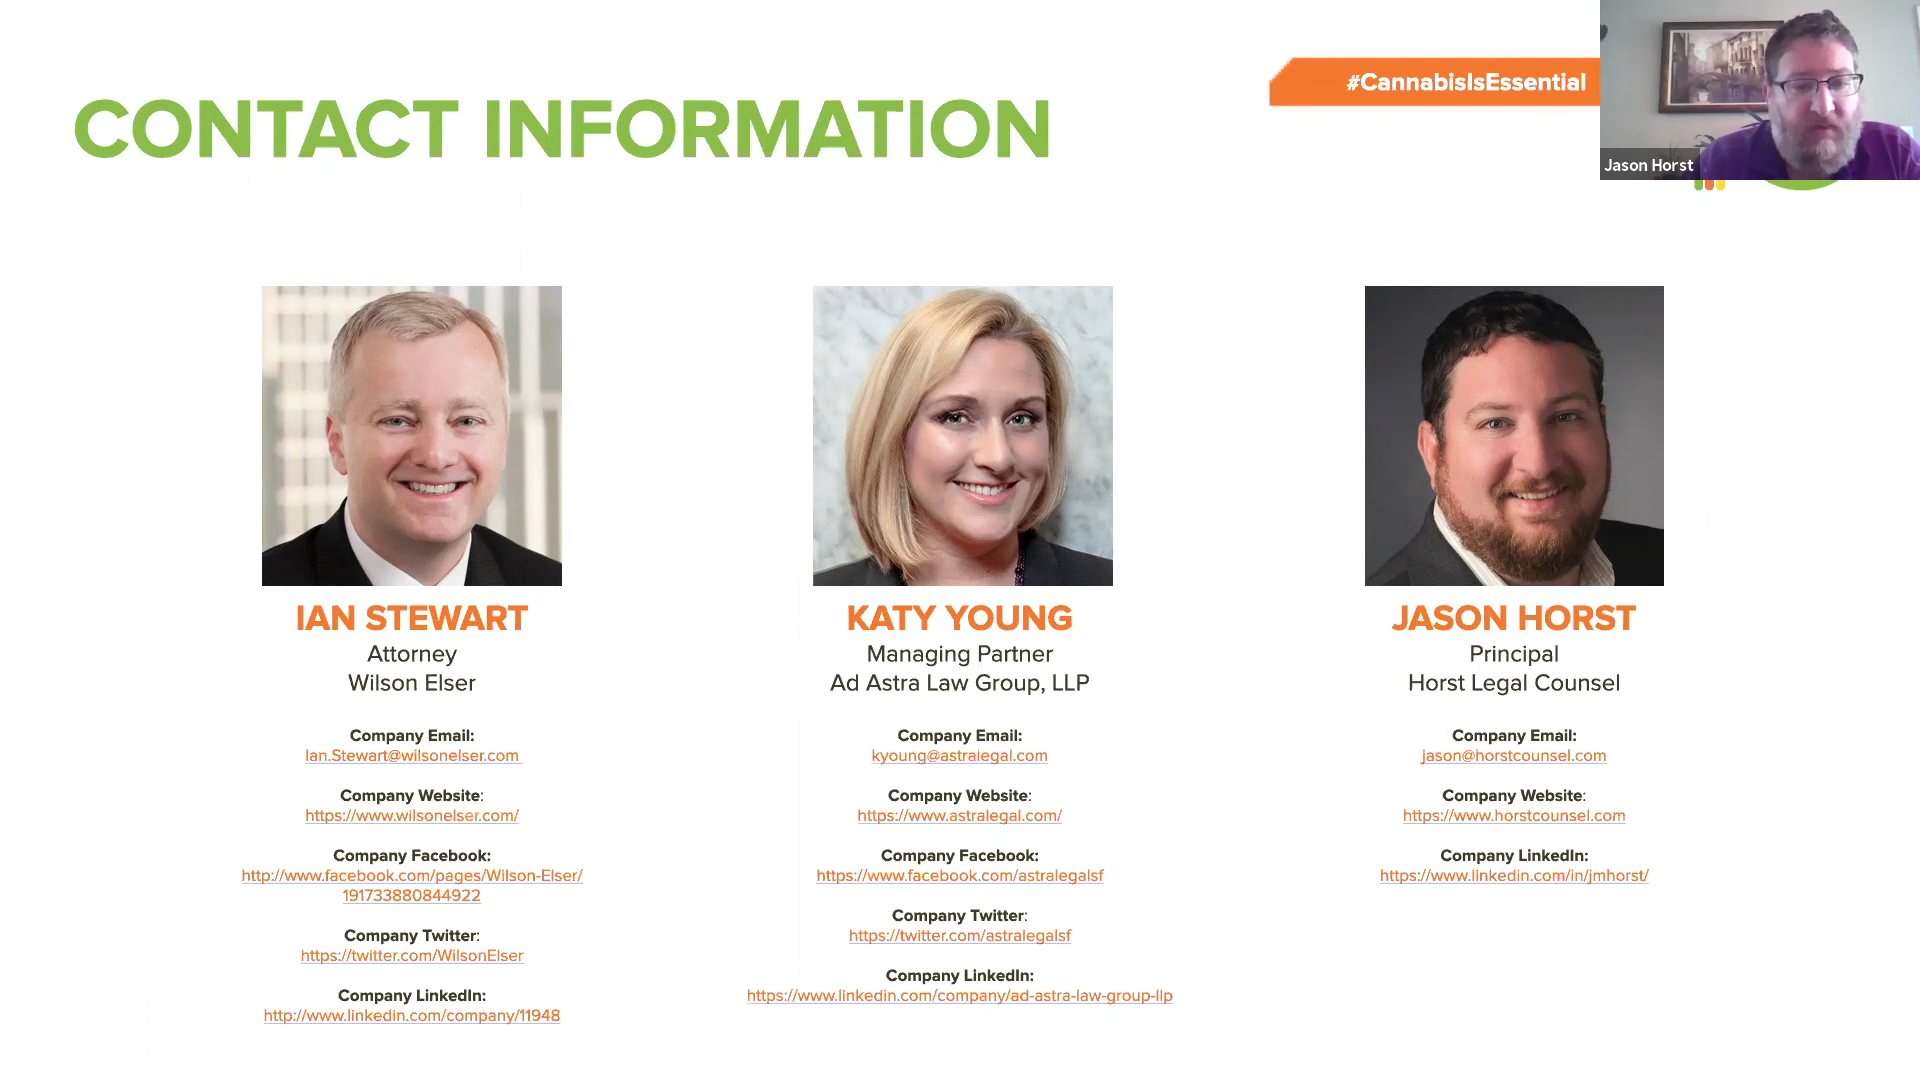 #CannabisIsEssential
CONTACT INFORMATION
Jason Horst
IAN STEWART
Attorney
Wilson Elser
Company Email:
Ian.Stewart@wilsonelser.com
Company Website:
https://www.wilsonelser.com/
Company Facebook:
http://www.facebook.com/pages/Wilson-Elser/
191733880844922
Company Twitter:
https://twitter.com/WilsonElser
Company LinkedIn:
http://www.linkedin.com/company/11948
KATY YOUNG
Managing Partner
Ad Astra Law Group, LLP
Company Email:
kyoung@astralegal.com
Company Website:
https://www.astralegal.com/
Company Facebook:
https://www.facebook.com/astralegalsf
Company Twitter:
https://twitter.com/astralegalsf
Company LinkedIn:
https://www.linkedin.com/company/ad-astra-law-group-llp
JASON HORST
Principal
Horst Legal Counsel
Company Email:
jason@horstcounsel.com
Company Website:
https://www.horstcounsel.com
Company LinkedIn:
https://www.linkedin.com/in/jmhorst/